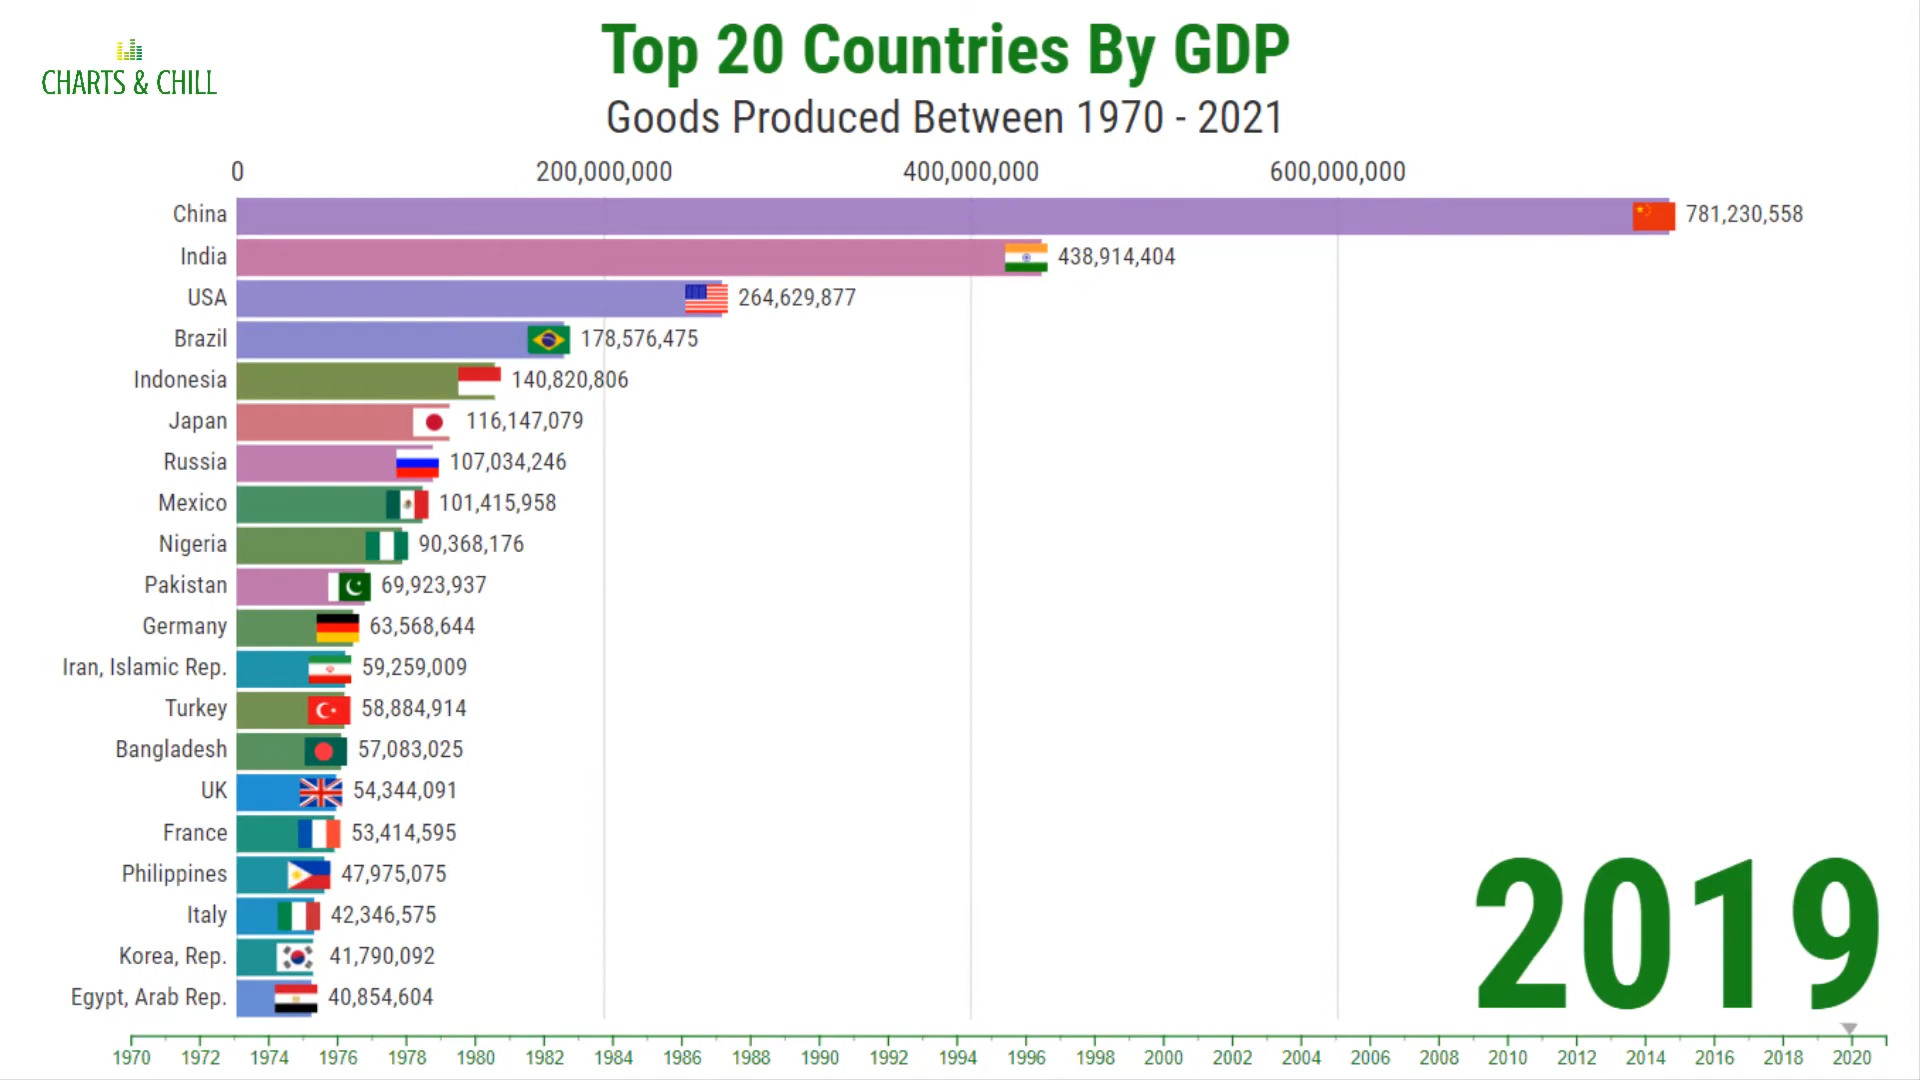 CHARTS & CHILL
Top 20 Countries By GDP
Goods Produced Between 1970 - 2021
0 200,000,000 400,000,000 600,000,000
China 781,230,558
India 438,914,404
USA 264,629,877
Brazil 178,576,475
Indonesia 140,820,806
Japan 116,147,079
Russia 107,034,246
Mexico 101,415,958
Nigeria 90,368,176
Pakistan 69,923,937
Germany 63,568,644
Iran, Islamic Rep. 59,259,009
Turkey 58,884,914
Bangladesh 57,083,025
UK 54,344,091
France 53,414,595
Philippines 47,975,075
Italy 42,346,575
Korea, Rep. 41,790,092
Egypt, Arab Rep. 40,854,604
2019
1970 1972 1974 1976 1978 1980 1982 1984 1986 1988 1990 1992 1994 1996 1998 2000 2002 2004 2006 2008 2010 2012 2014 2016 2018 2020